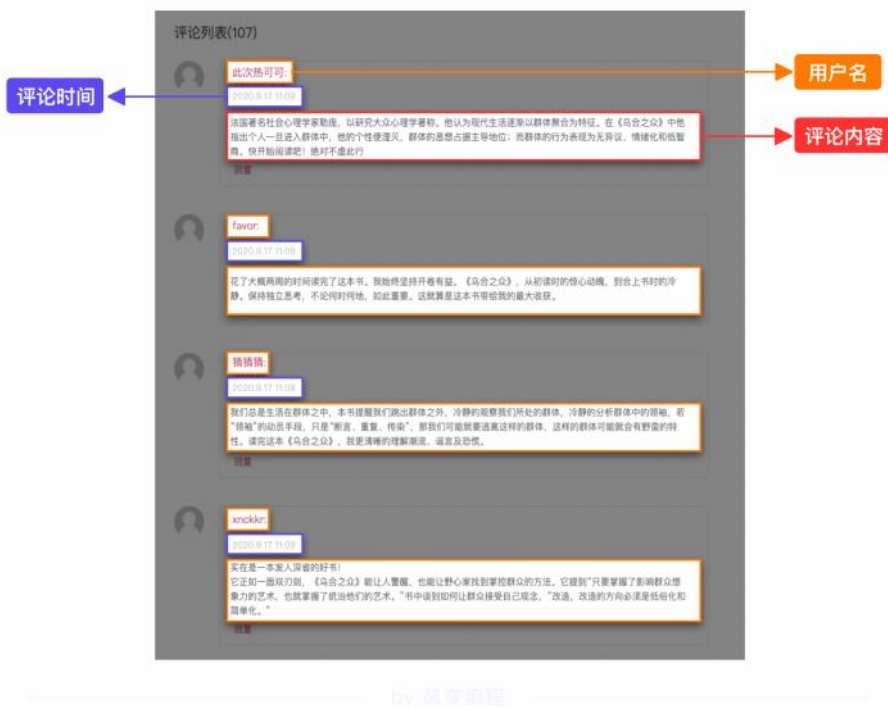 评论列表(107)
此次热可可:
用户名
评论时间
2020.9.17 11:09
法国著名社会心理学家勒庞，以研究大众心理学著称。他认为现代生活逐渐以群体聚合为特征。在《乌合之众》中他
指出个人一旦进入群体中，他的个性便湮灭，群体的思想占据主导地位；而群体的行为表现为无异议、情绪化和低智
商。快开始阅读吧！绝对不虚此行
评论内容
回复
favor:
2020.9.17 11:09
花了大概两周的时间读完了这本书。我始终坚持开卷有益。《乌合之众》，从初读时的惊心动魄，到合上书时的冷
静。保持独立思考，不论何时何地，如此重要。这就算是这本书带给我的最大收获。
猜猜猜:
2020.9.17 11:09
我们总是生活在群体之中，本书提醒我们跳出群体之外，冷静的观察我们所处的群体，冷静的分析群体中的领袖，若
“领袖”的动员手段，只是“断言、重复、传染”，那我们可能就要逃离这样的群体，这样的群体可能就会有野蛮的特
性。读完这本《乌合之众》，我更清晰的理解潮流、谣言及恐慌。
回复
xnckkr:
2020.9.17 11:09
实在是一本发人深省的好书！
它正如一面双刃剑，《乌合之众》能让人警醒，也能让野心家找到掌控群众的方法。它提到“只要掌握了影响群众想
象力的艺术，也就掌握了统治他们的艺术。”书中谈到如何让群众接受自己观念，“改造，改造的方向必须是低俗化和
简单化。”
回复
by 风变编程